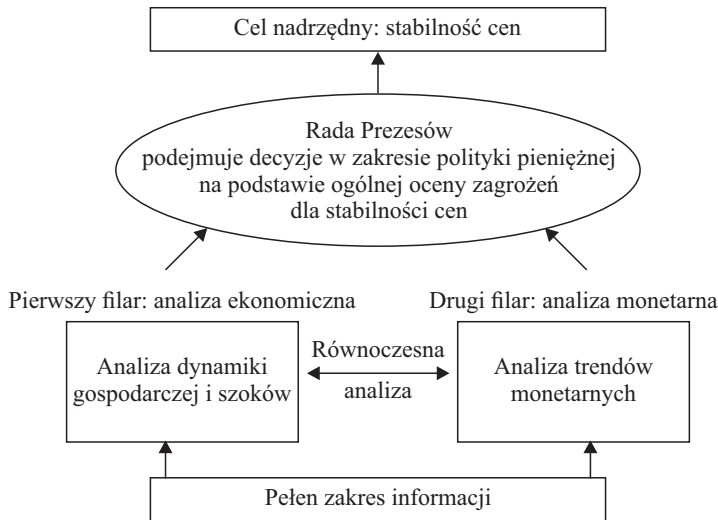 Cel nadrzędny: stabilność cen
Rada Prezesów
podejmuje decyzje w zakresie polityki pieniężnej
na podstawie ogólnej oceny zagrożeń
dla stabilności cen
Pierwszy filar: analiza ekonomiczna
Drugi filar: analiza monetarna
Analiza dynamiki
gospodarczej i szoków
Równoczesna
analiza
Analiza trendów
monetarnych
Pełen zakres informacji